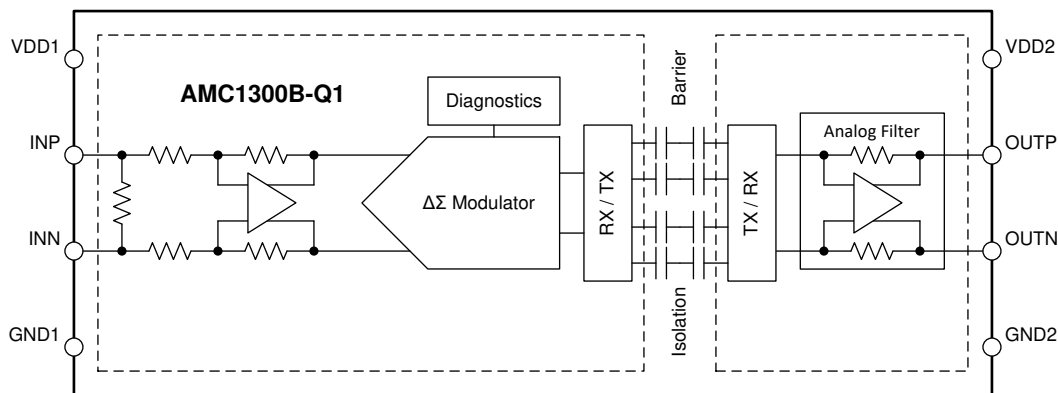 VDD1
VDD2
AMC1300B-Q1
Diagnostics
Barrier
Analog Filter
INP
OUTP
ΔΣ Modulator
RX / TX
TX / RX
INN
OUTN
Isolation
GND1
GND2